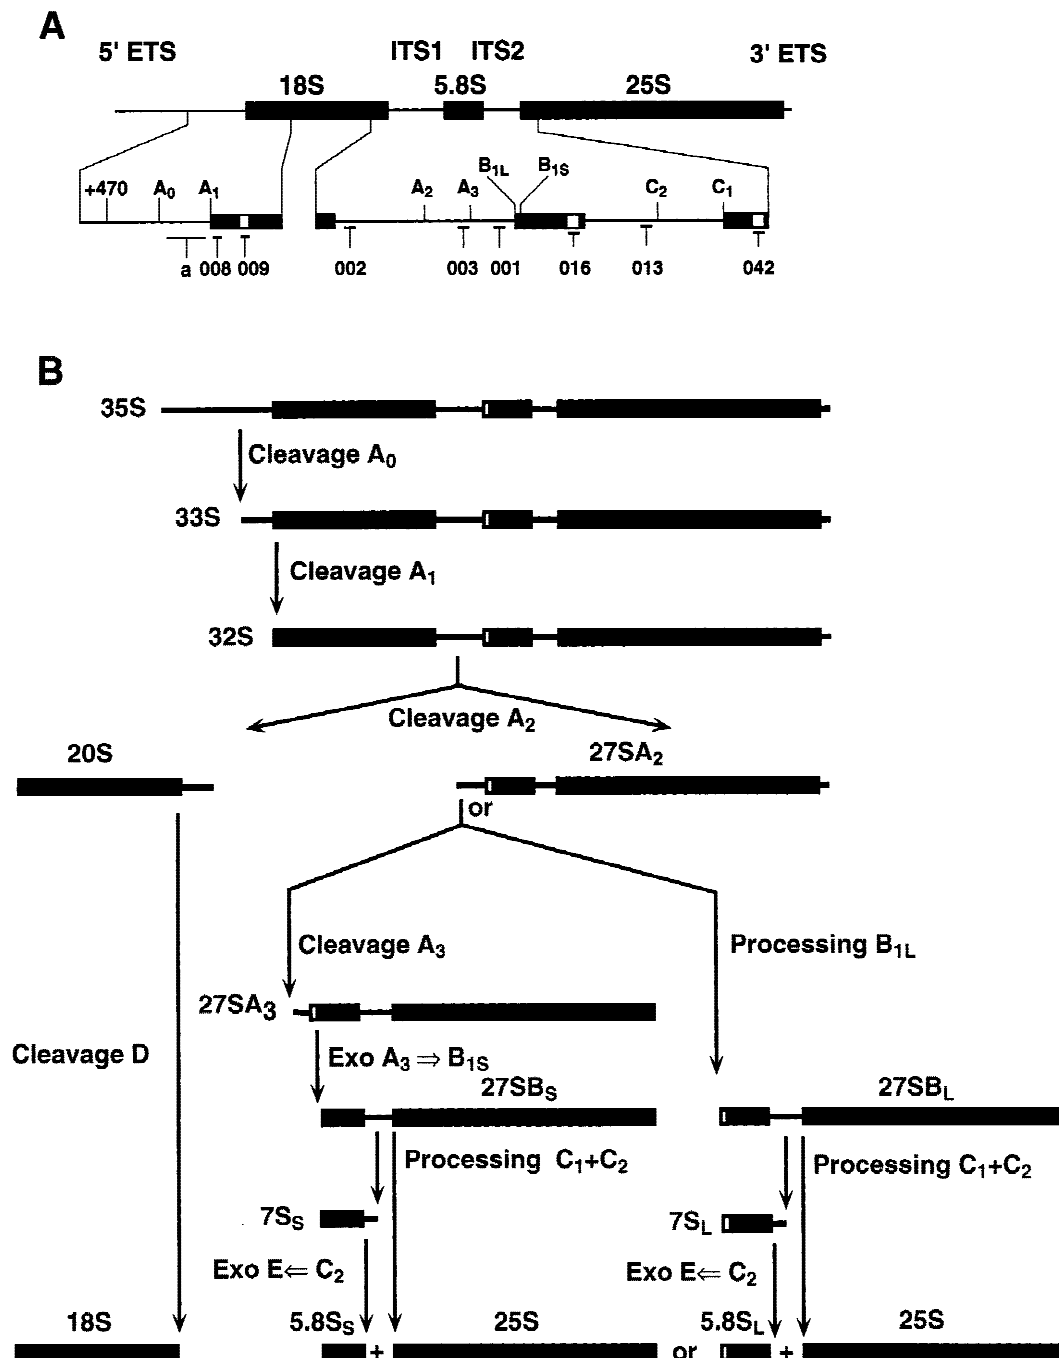 A
5' ETS ITS1 ITS2 3' ETS
18S 5.8S 25S
+470 A0 A1 A2 A3 B1L B1S C2 C1
a 008 009 002 003 001 016 013 042
B
35S
Cleavage A0
33S
Cleavage A1
32S
Cleavage A2
20S 27SA2
or
Cleavage A3 Processing B1L
27SA3
Cleavage D Exo A3 ⇒ B1S
27SBS 27SBL
Processing C1+C2 Processing C1+C2
7SS 7SL
Exo E⇐ C2 Exo E⇐ C2
18S 5.8SS 25S 5.8SL 25S
+ or +